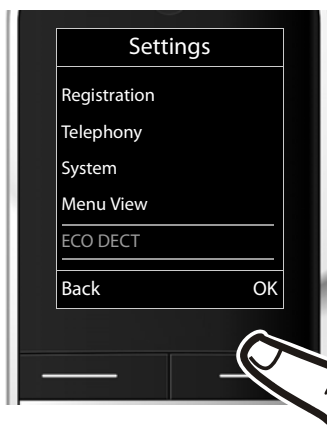 Settings
Registration
Telephony
System
Menu View
ECO DECT
Back OK